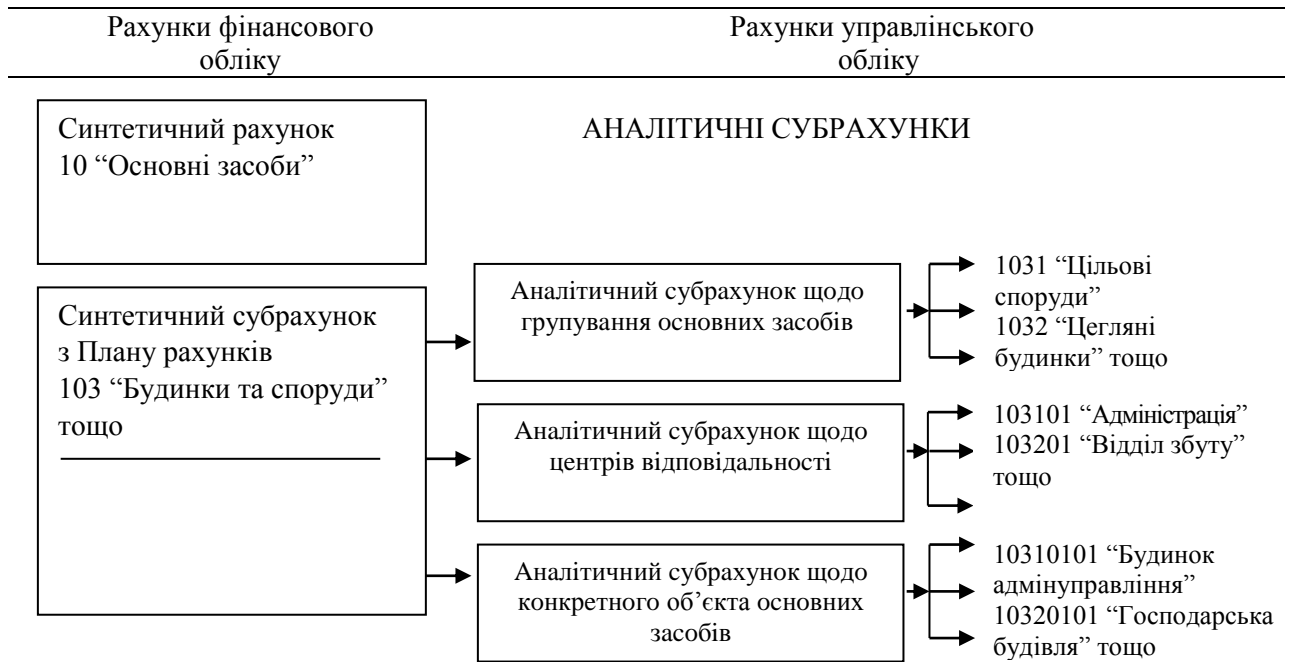 Рахунки фінансового
обліку
Рахунки управлінського
обліку
Синтетичний рахунок
10 “Основні засоби”
АНАЛІТИЧНІ СУБРАХУНКИ
Синтетичний субрахунок
з Плану рахунків
103 “Будинки та споруди”
тощо
Аналітичний субрахунок щодо
групування основних засобів
1031 “Цільові
споруди”
1032 “Цегляні
будинки” тощо
Аналітичний субрахунок щодо
центрів відповідальності
103101 “Адміністрація”
103201 “Відділ збуту”
тощо
Аналітичний субрахунок щодо
конкретного об’єкта основних
засобів
10310101 “Будинок
адмінуправління”
10320101 “Господарська
будівля” тощо